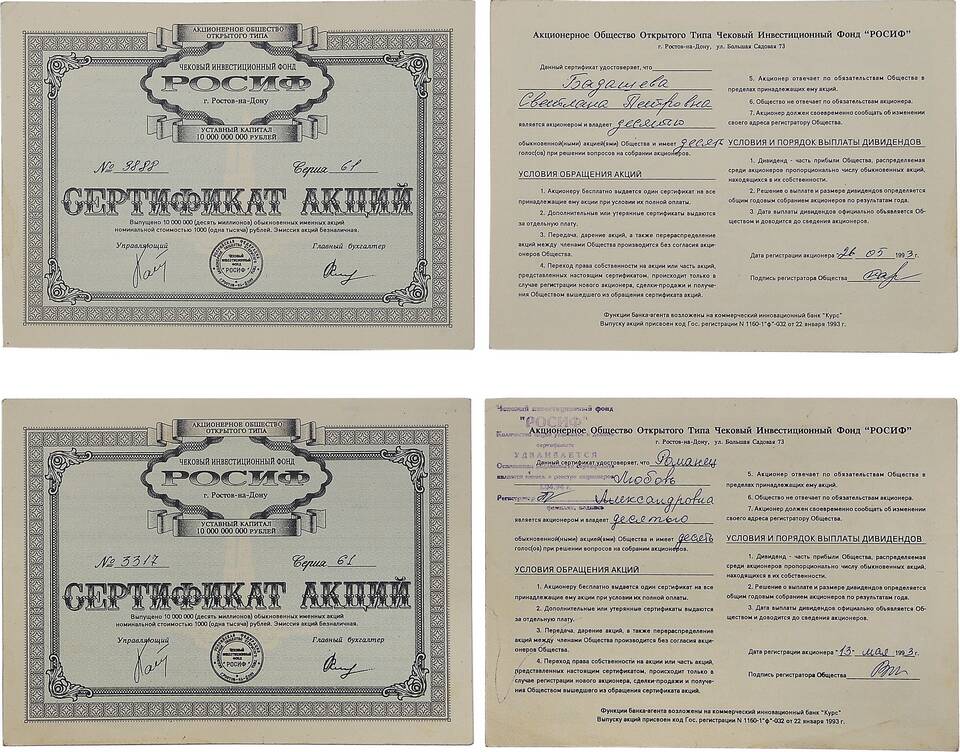 АКЦИОНЕРНОЕ ОБЩЕСТВО
ОТКРЫТОГО ТИПА
ЧЕКОВЫЙ ИНВЕСТИЦИОННЫЙ ФОНД
РОСИФ
г. Ростов-на-Дону
УСТАВНЫЙ КАПИТАЛ
10 000 000 000 РУБЛЕЙ
№ 3888 Серия 61
СЕРТИФИКАТ АКЦИЙ
Выпущено 10 000 000 (десять миллионов) обыкновенных именных акций
номинальной стоимостью 1000 (одна тысяча) рублей. Эмиссия акций безналичная.
Управляющий Главный бухгалтер
ЧЕКОВЫЙ
ИНВЕСТИЦИОННЫЙ
ФОНД
"РОСИФ"
Акционерное Общество Открытого Типа Чековый Инвестиционный Фонд "РОСИФ"
г. Ростов-на-Дону, ул. Большая Садовая 73
Данный сертификат удостоверяет, что
Бадашева
Светлана Петровна
является акционером и владеет десятью
обыкновенной(ными) акцией(ями) Общества и имеет десять
голос(ов) при решении вопросов на собрании акционеров.
УСЛОВИЯ ОБРАЩЕНИЯ АКЦИЙ
1. Акционеру бесплатно выдается один сертификат на все
принадлежащие ему акции при условии их полной оплаты.
2. Дополнительные или утерянные сертификаты выдаются
за отдельную плату.
3. Передача, дарение акций, а также перераспределение
акций между членами Общества производится без согласия акци-
онеров Общества.
4. Переход права собственности на акции или часть акций,
представленных настоящим сертификатом, происходит только в
случае регистрации нового акционера, сделки-продажи и получе-
ния Обществом вышедшего из обращения сертификата акций.
5. Акционер отвечает по обязательствам Общества в
пределах принадлежащих ему акций.
6. Общество не отвечает по обязательствам акционера.
7. Акционер должен своевременно сообщать об изменении
своего адреса регистратору Общества.
УСЛОВИЯ И ПОРЯДОК ВЫПЛАТЫ ДИВИДЕНДОВ
1. Дивиденд - часть прибыли Общества, распределяемая
среди акционеров пропорционально числу обыкновенных акций,
находящихся в их собственности.
2. Решение о выплате и размере дивидендов определяется
общим годовым собранием акционеров по результатам года.
3. Дата выплаты дивидендов официально объявляется Об-
ществом и доводится до сведения акционеров.
Дата регистрации акционера "26 05 1993г.
Подпись регистратора Общества
Функции банка-агента возложены на коммерческий инновационный банк "Курс"
Выпуску акций присвоен код Гос. регистрации N 1160-1"ф"-032 от 22 января 1993 г.
АКЦИОНЕРНОЕ ОБЩЕСТВО
ОТКРЫТОГО ТИПА
ЧЕКОВЫЙ ИНВЕСТИЦИОННЫЙ ФОНД
РОСИФ
г. Ростов-на-Дону
УСТАВНЫЙ КАПИТАЛ
10 000 000 000 РУБЛЕЙ
№ 3317 Серия 61
СЕРТИФИКАТ АКЦИЙ
Выпущено 10 000 000 (десять миллионов) обыкновенных именных акций
номинальной стоимостью 1000 (одна тысяча) рублей. Эмиссия акций безналичная.
Управляющий Главный бухгалтер
ЧЕКОВЫЙ
ИНВЕСТИЦИОННЫЙ
ФОНД
"РОСИФ"
Чековый инвестиционный фонд
"РОСИФ"
сертификате
УДВАИВАЕТСЯ
Регистратор
Акционерное Общество Открытого Типа Чековый Инвестиционный Фонд "РОСИФ"
г. Ростов-на-Дону, ул. Большая Садовая 73
Данный сертификат удостоверяет, что Романец
Любовь
Александровна
является акционером и владеет десятью
обыкновенной(ными) акцией(ями) Общества и имеет десять
голос(ов) при решении вопросов на собрании акционеров.
УСЛОВИЯ ОБРАЩЕНИЯ АКЦИЙ
1. Акционеру бесплатно выдается один сертификат на все
принадлежащие ему акции при условии их полной оплаты.
2. Дополнительные или утерянные сертификаты выдаются
за отдельную плату.
3. Передача, дарение акций, а также перераспределение
акций между членами Общества производится без согласия акци-
онеров Общества.
4. Переход права собственности на акции или часть акций,
представленных настоящим сертификатом, происходит только в
случае регистрации нового акционера, сделки-продажи и получе-
ния Обществом вышедшего из обращения сертификата акций.
5. Акционер отвечает по обязательствам Общества в
пределах принадлежащих ему акций.
6. Общество не отвечает по обязательствам акционера.
7. Акционер должен своевременно сообщать об изменении
своего адреса регистратору Общества.
УСЛОВИЯ И ПОРЯДОК ВЫПЛАТЫ ДИВИДЕНДОВ
1. Дивиденд - часть прибыли Общества, распределяемая
среди акционеров пропорционально числу обыкновенных акций,
находящихся в их собственности.
2. Решение о выплате и размере дивидендов определяется
общим годовым собранием акционеров по результатам года.
3. Дата выплаты дивидендов официально объявляется Об-
ществом и доводится до сведения акционеров.
Дата регистрации акционера "13" мая 1993г.
Подпись регистратора Общества
Функции банка-агента возложены на коммерческий инновационный банк "Курс"
Выпуску акций присвоен код Гос. регистрации N 1160-1"ф"-032 от 22 января 1993 г.